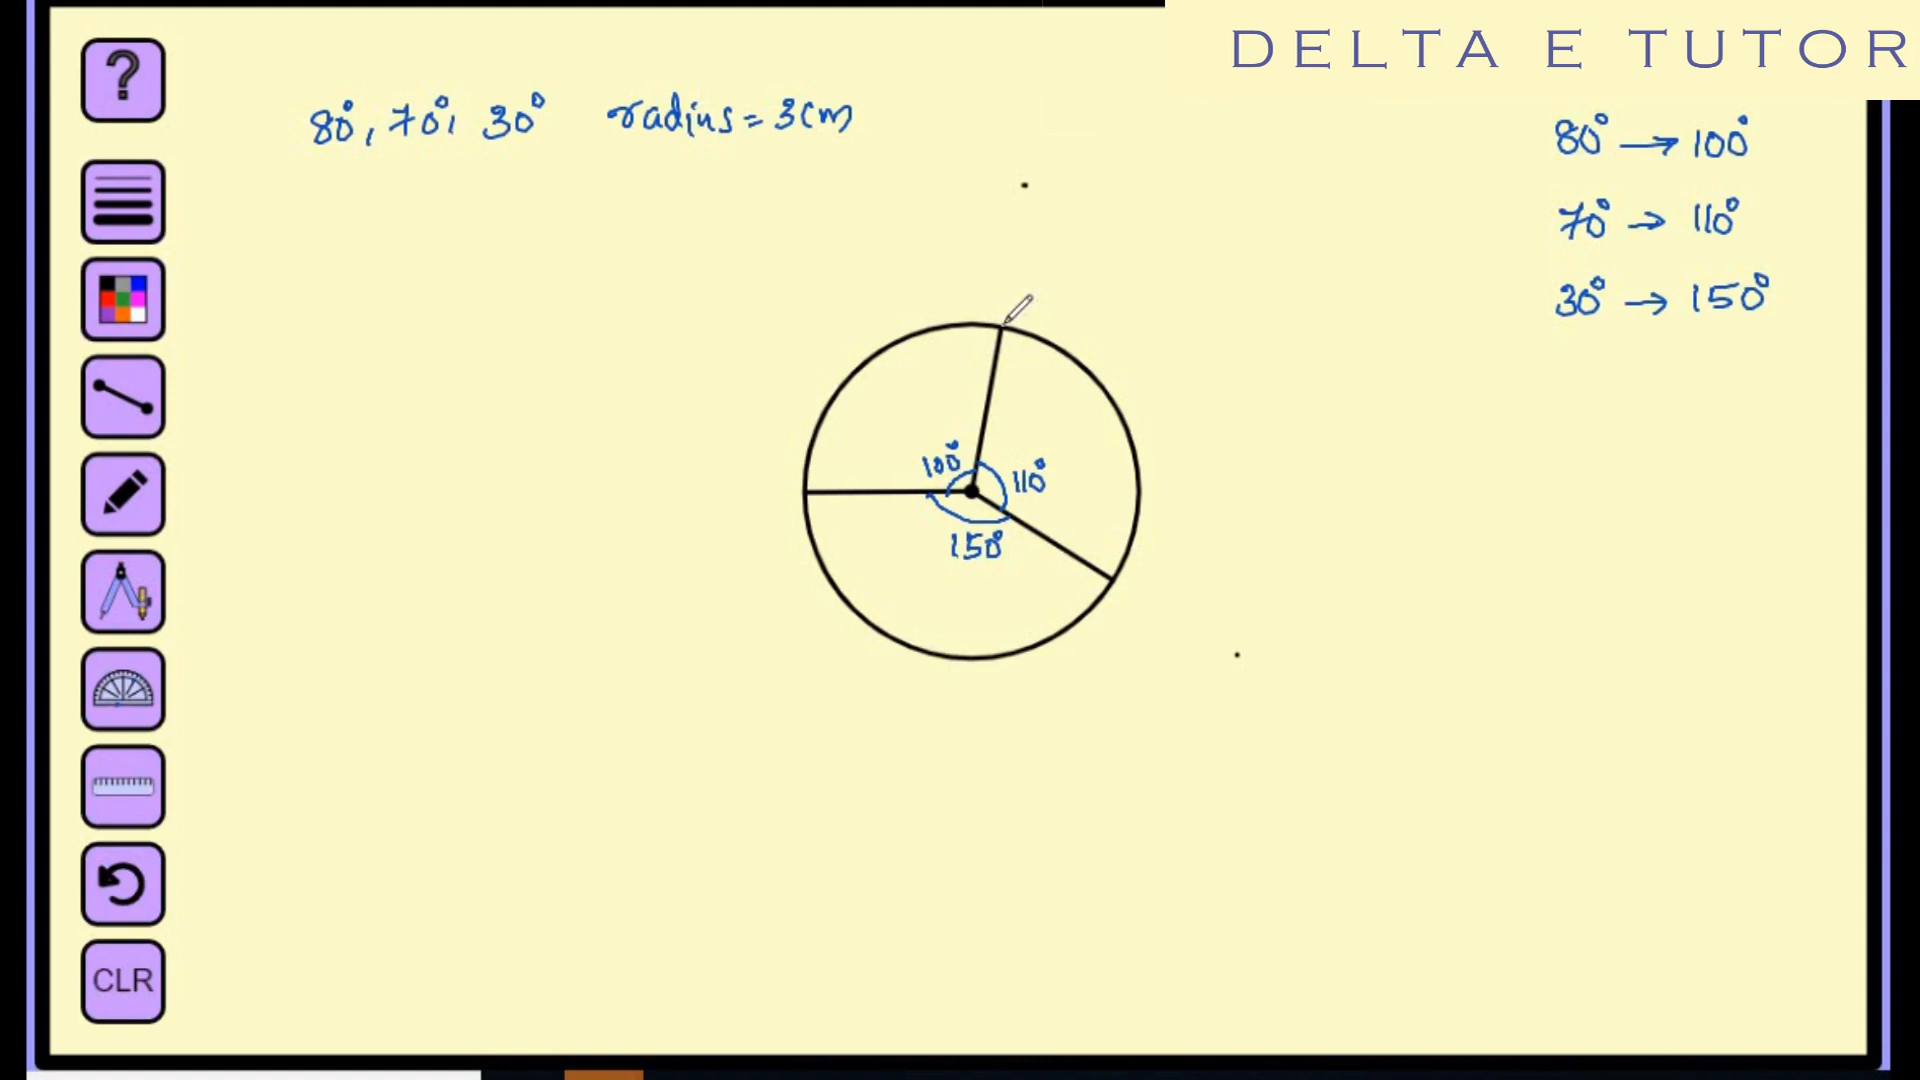 DELTA E TUTOR
80°, 70°, 30° radius = 3cm
80° → 100°
70° → 110°
30° → 150°
100°
110°
150°
?
CLR